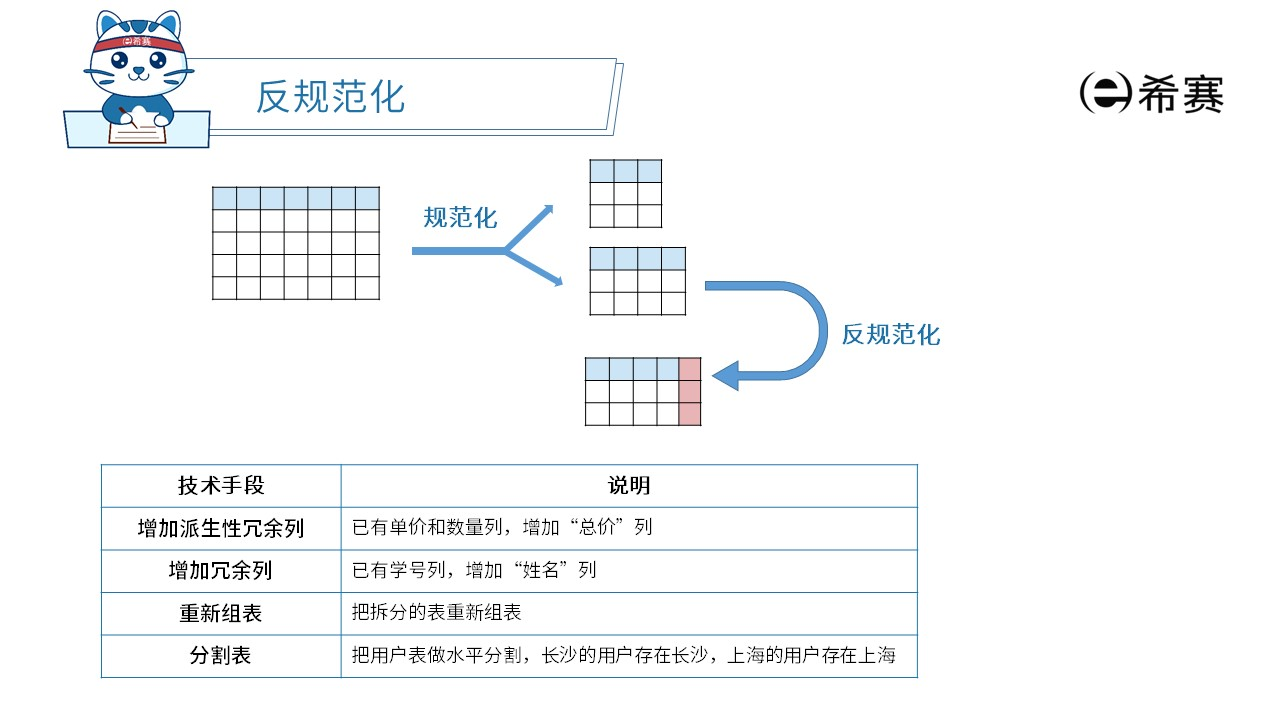 希赛
反规范化
希赛
规范化
反规范化
技术手段 说明
增加派生性冗余列 已有单价和数量列，增加“总价”列
增加冗余列 已有学号列，增加“姓名”列
重新组表 把拆分的表重新组表
分割表 把用户表做水平分割，长沙的用户存在长沙，上海的用户存在上海